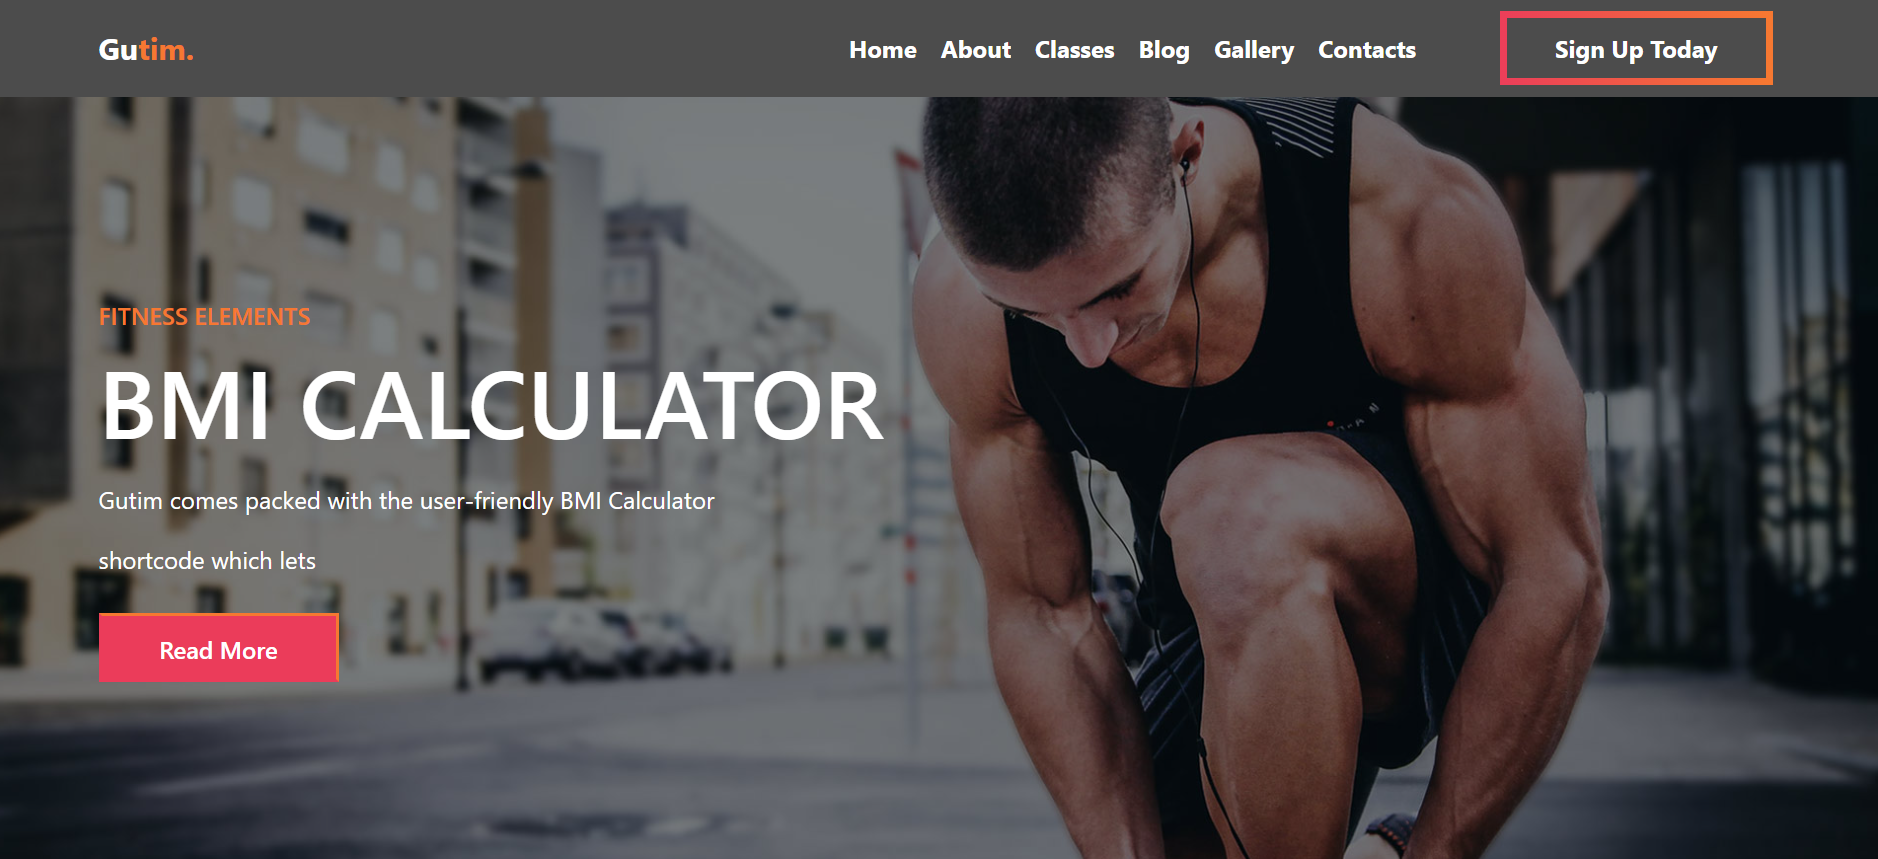 Gutim.
Home About Classes Blog Gallery Contacts
Sign Up Today
FITNESS ELEMENTS
BMI CALCULATOR
Gutim comes packed with the user-friendly BMI Calculator
shortcode which lets
Read More